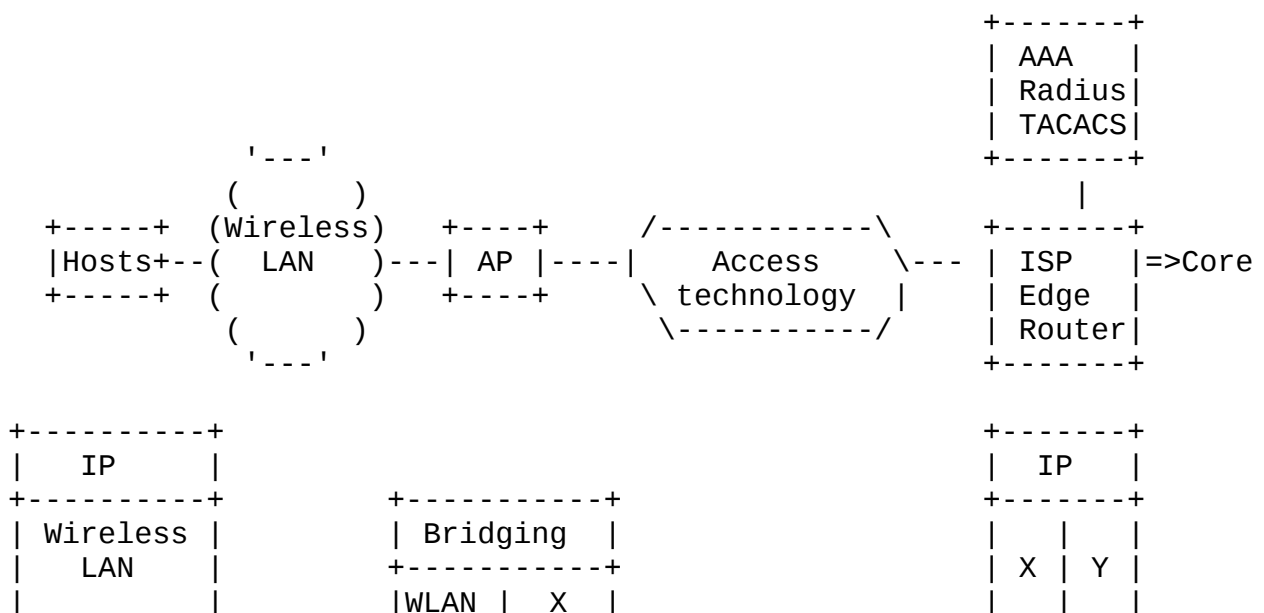 +-------+
                                                         | AAA   |
                                                         | Radius|
                                                         | TACACS|
              '---'                                      +-------+
             (       )                                         |
  +-----+  (Wireless)   +----+      /------------\     +-------+
  |Hosts+--(  LAN   )---| AP |----|    Access     \--- | ISP   |=>Core
  +-----+  (         )   +----+      \ technology  |    | Edge  |
             (       )                 \-----------/     | Router|
              '---'                                      +-------+
+----------+                                             +-------+
|   IP     |                                             |  IP   |
+----------+          +-----------+                      +-------+
| Wireless |          | Bridging  |                      |   |   |
|   LAN    |          +-----------+                      | X | Y |
|          |          |WLAN |  X  |                      |   |   |